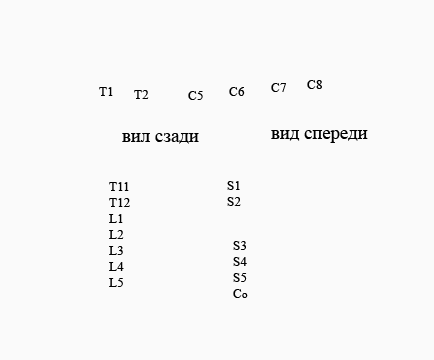 T1 T2 C5 C6 C7 C8
вил сзади вид спереди
T11 S1
T12 S2
L1
L2
L3 S3
L4 S4
L5 S5
Co